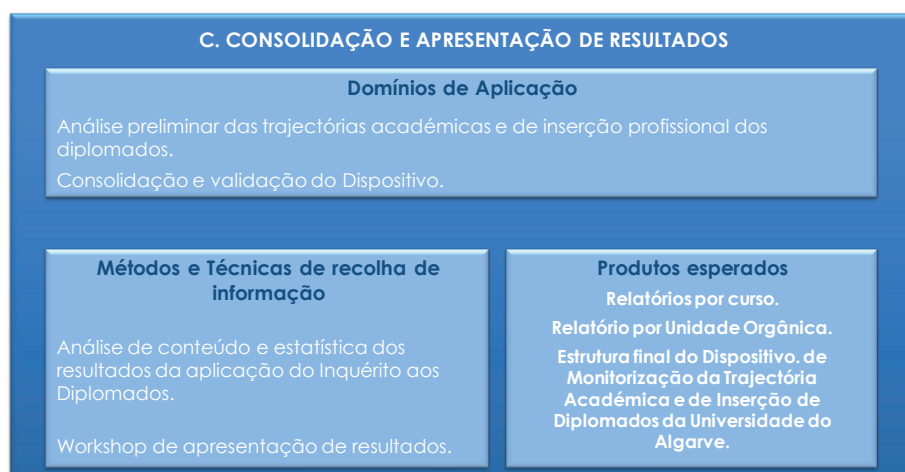 C. CONSOLIDAÇÃO E APRESENTAÇÃO DE RESULTADOS
Domínios de Aplicação
Análise preliminar das trajectórias académicas e de inserção profissional dos
diplomados.
Consolidação e validação do Dispositivo.
Métodos e Técnicas de recolha de
informação
Análise de conteúdo e estatística dos
resultados da aplicação do Inquérito aos
Diplomados.
Workshop de apresentação de resultados.
Produtos esperados
Relatórios por curso.
Relatório por Unidade Orgânica.
Estrutura final do Dispositivo. de
Monitorização da Trajectória
Académica e de Inserção de
Diplomados da Universidade do
Algarve.